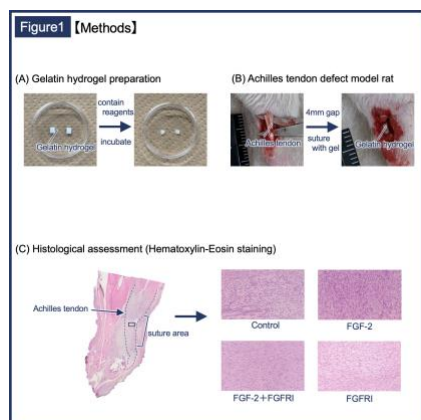 Figure1 【Methods】
(A) Gelatin hydrogel preparation
contain
reagents
incubate
Gelatin hydrogel
(B) Achilles tendon defect model rat
4mm gap
suture
with gel
Achilles tendon
Gelatin hydrogel
(C) Histological assessment (Hematoxylin-Eosin staining)
Achilles tendon
suture area
Control
FGF-2
FGF-2+FGFRI
FGFRI